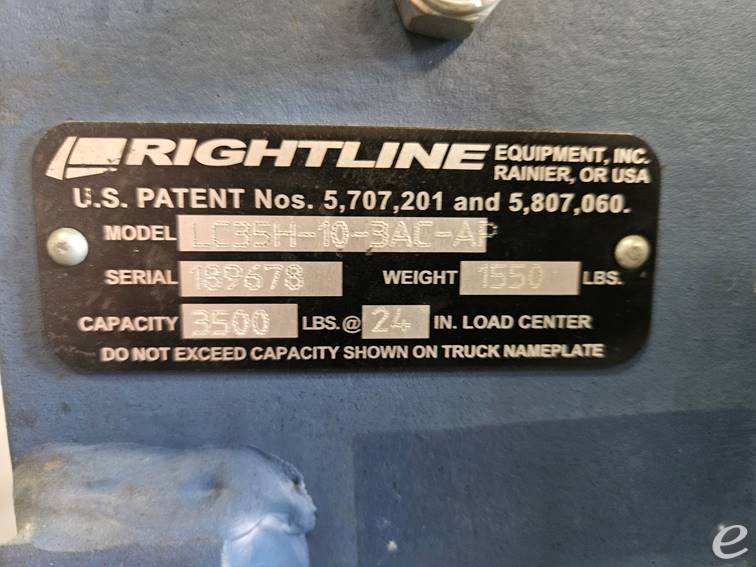 RIGHTLINE EQUIPMENT, INC.
RAINIER, OR USA
U.S. PATENT Nos. 5,707,201 and 5,807,060.
MODEL LC35H-10-3AC-AP
SERIAL 189678 WEIGHT 1550 LBS.
CAPACITY 3500 LBS.@ 24 IN. LOAD CENTER
DO NOT EXCEED CAPACITY SHOWN ON TRUCK NAMEPLATE
e